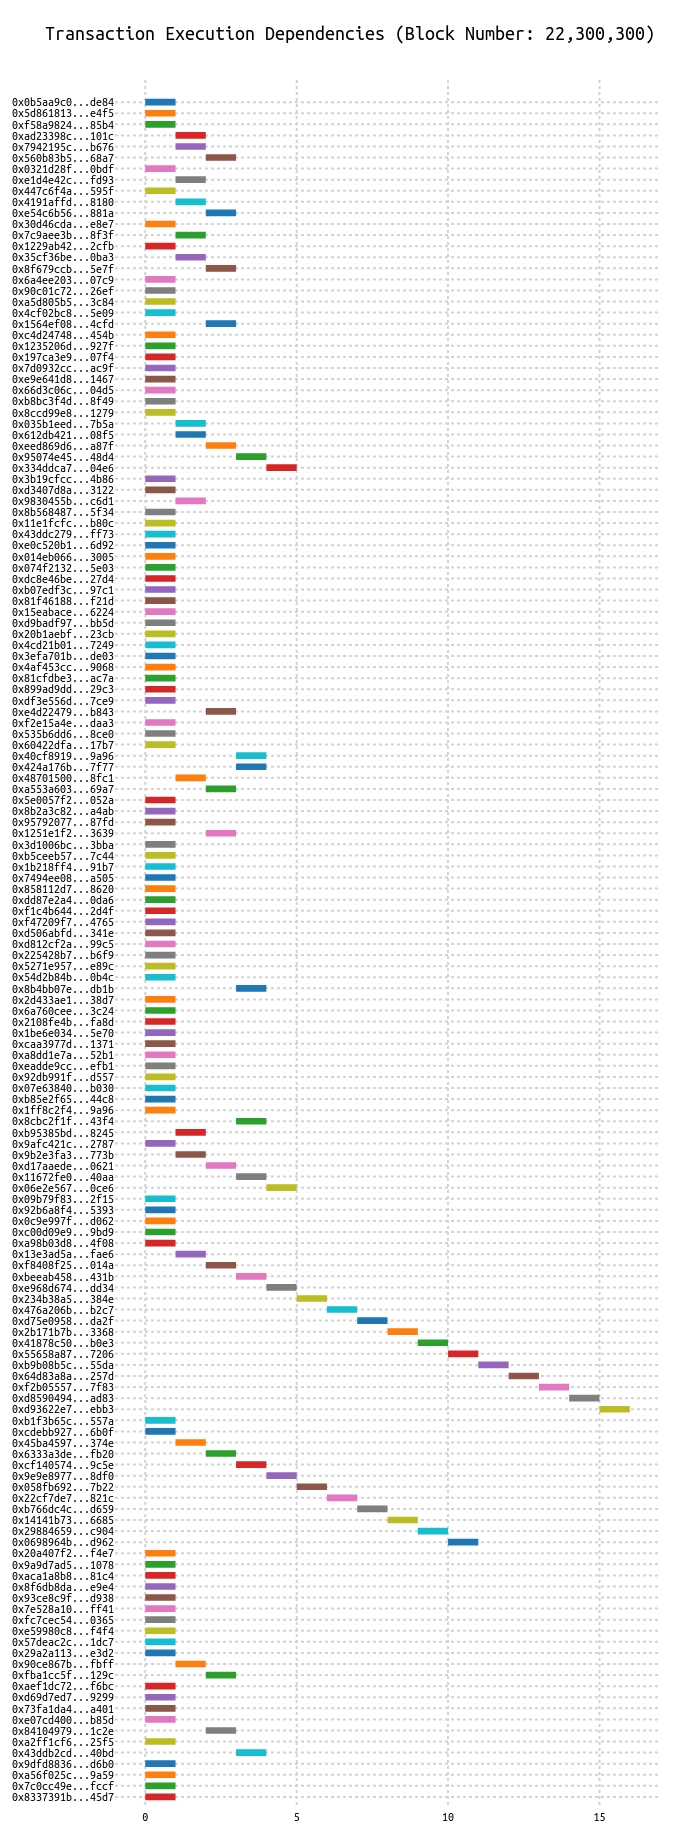 Transaction Execution Dependencies (Block Number: 22,300,300)
0x0b5aa9c0...de84
0x5d861813...e4f5
0xf58a9824...85b4
0xad23398c...101c
0x7942195c...b676
0x560b83b5...68a7
0x0321d28f...0bdf
0xe1d4e42c...fd93
0x447c6f4a...595f
0x4191affd...8180
0xe54c6b56...881a
0x30d46cda...e8e7
0x7c9aee3b...8f3f
0x1229ab42...2cfb
0x35cf36be...0ba3
0x8f679ccb...5e7f
0x6a4ee203...07c9
0x90c01c72...26ef
0xa5d805b5...3c84
0x4cf02bc8...5e09
0x1564ef08...4cfd
0xc4d24748...454b
0x1235206d...927f
0x197ca3e9...07f4
0x7d0932cc...ac9f
0xe9e641d8...1467
0x66d3c06c...04d5
0xb8bc3f4d...8f49
0x8ccd99e8...1279
0x035b1eed...7b5a
0x612db421...08f5
0xeed869d6...a87f
0x95074e45...48d4
0x334ddca7...04e6
0x3b19cfcc...4b86
0xd3407d8a...3122
0x9830455b...c6d1
0x8b568487...5f34
0x11e1fcfc...b80c
0x43ddc279...ff73
0xe0c520b1...6d92
0x014eb066...3005
0x074f2132...5e03
0xdc8e46be...27d4
0xb07edf3c...97c1
0x81f46188...f21d
0x15eabace...6224
0xd9badf97...bb5d
0x20b1aebf...23cb
0x4cd21b01...7249
0x3efa701b...de03
0x4af453cc...9068
0x81cfdbe3...ac7a
0x899ad9dd...29c3
0xdf3e556d...7ce9
0xe4d22479...b843
0xf2e15a4e...daa3
0x535b6dd6...8ce0
0x60422dfa...17b7
0x40cf8919...9a96
0x424a176b...7f77
0x48701500...8fc1
0xa553a603...69a7
0x5e0057f2...052a
0x8b2a3c82...a4ab
0x95792077...87fd
0x1251e1f2...3639
0x3d1006bc...3bba
0xb5ceeb57...7c44
0x1b218ff4...91b7
0x7494ee08...a505
0x858112d7...8620
0xdd87e2a4...0da6
0xf1c4b644...2d4f
0xf47209f7...4765
0xd506abfd...341e
0xd812cf2a...99c5
0x225428b7...b6f9
0x5271e957...e89c
0x54d2b84b...0b4c
0x8b4bb07e...db1b
0x2d433ae1...38d7
0x6a760cee...3c24
0x2108fe4b...fa8d
0x1be6e034...5e70
0xcaa3977d...1371
0xa8dd1e7a...52b1
0xeadde9cc...efb1
0x92db991f...d557
0x07e63840...b030
0xb85e2f65...44c8
0x1ff8c2f4...9a96
0x8cbc2f1f...43f4
0xb95385bd...8245
0x9afc421c...2787
0x9b2e3fa3...773b
0xd17aaede...0621
0x11672fe0...40aa
0x06e2e567...0ce6
0x09b79f83...2f15
0x92b6a8f4...5393
0x0c9e997f...d062
0xc00d09e9...9bd9
0xa98b03d8...4f08
0x13e3ad5a...fae6
0xf8408f25...014a
0xbeeab458...431b
0xe968d674...dd34
0x234b38a5...384e
0x476a206b...b2c7
0xd75e0958...da2f
0x2b171b7b...3368
0x41878c50...b0e3
0x55658a87...7206
0xb9b08b5c...55da
0x64d83a8a...257d
0xf2b05557...7f83
0xd8590494...ad83
0xd93622e7...ebb3
0xb1f3b65c...557a
0xcdebb927...6b0f
0x45ba4597...374e
0x6333a3de...fb20
0xcf140574...9c5e
0x9e9e8977...8df0
0x058fb692...7b22
0x22cf7de7...821c
0xb766dc4c...d659
0x14141b73...6685
0x29884659...c904
0x0698964b...d962
0x20a407f2...f4e7
0x9a9d7ad5...1078
0xaca1a8b8...81c4
0x8f6db8da...e9e4
0x93ce8c9f...d938
0x7e528a10...ff41
0xfc7cec54...0365
0xe59980c8...f4f4
0x57deac2c...1dc7
0x29a2a113...e3d2
0x90ce867b...fbff
0xfba1cc5f...129c
0xaef1dc72...f6bc
0xd69d7ed7...9299
0x73fa1da4...a401
0xe07cd400...b85d
0x84104979...1c2e
0xa2ff1cf6...25f5
0x43ddb2cd...40bd
0x9dfd8836...d6b0
0xa56f025c...9a59
0x7c0cc49e...fccf
0x8337391b...45d7
0 5 10 15